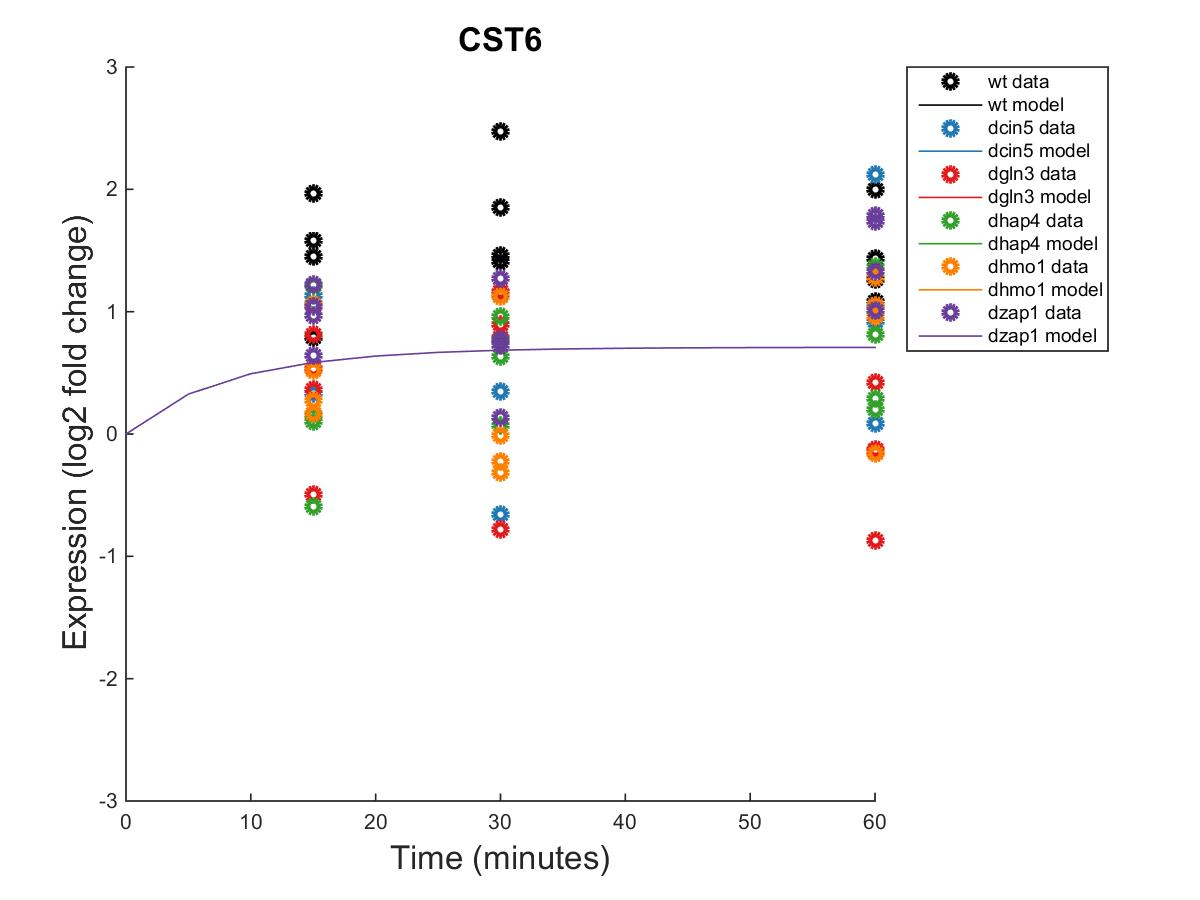 CST6
3
2
1
0
-1
-2
-3
Expression (log2 fold change)
0 10 20 30 40 50 60
Time (minutes)
wt data
wt model
dcin5 data
dcin5 model
dgln3 data
dgln3 model
dhap4 data
dhap4 model
dhmo1 data
dhmo1 model
dzap1 data
dzap1 model